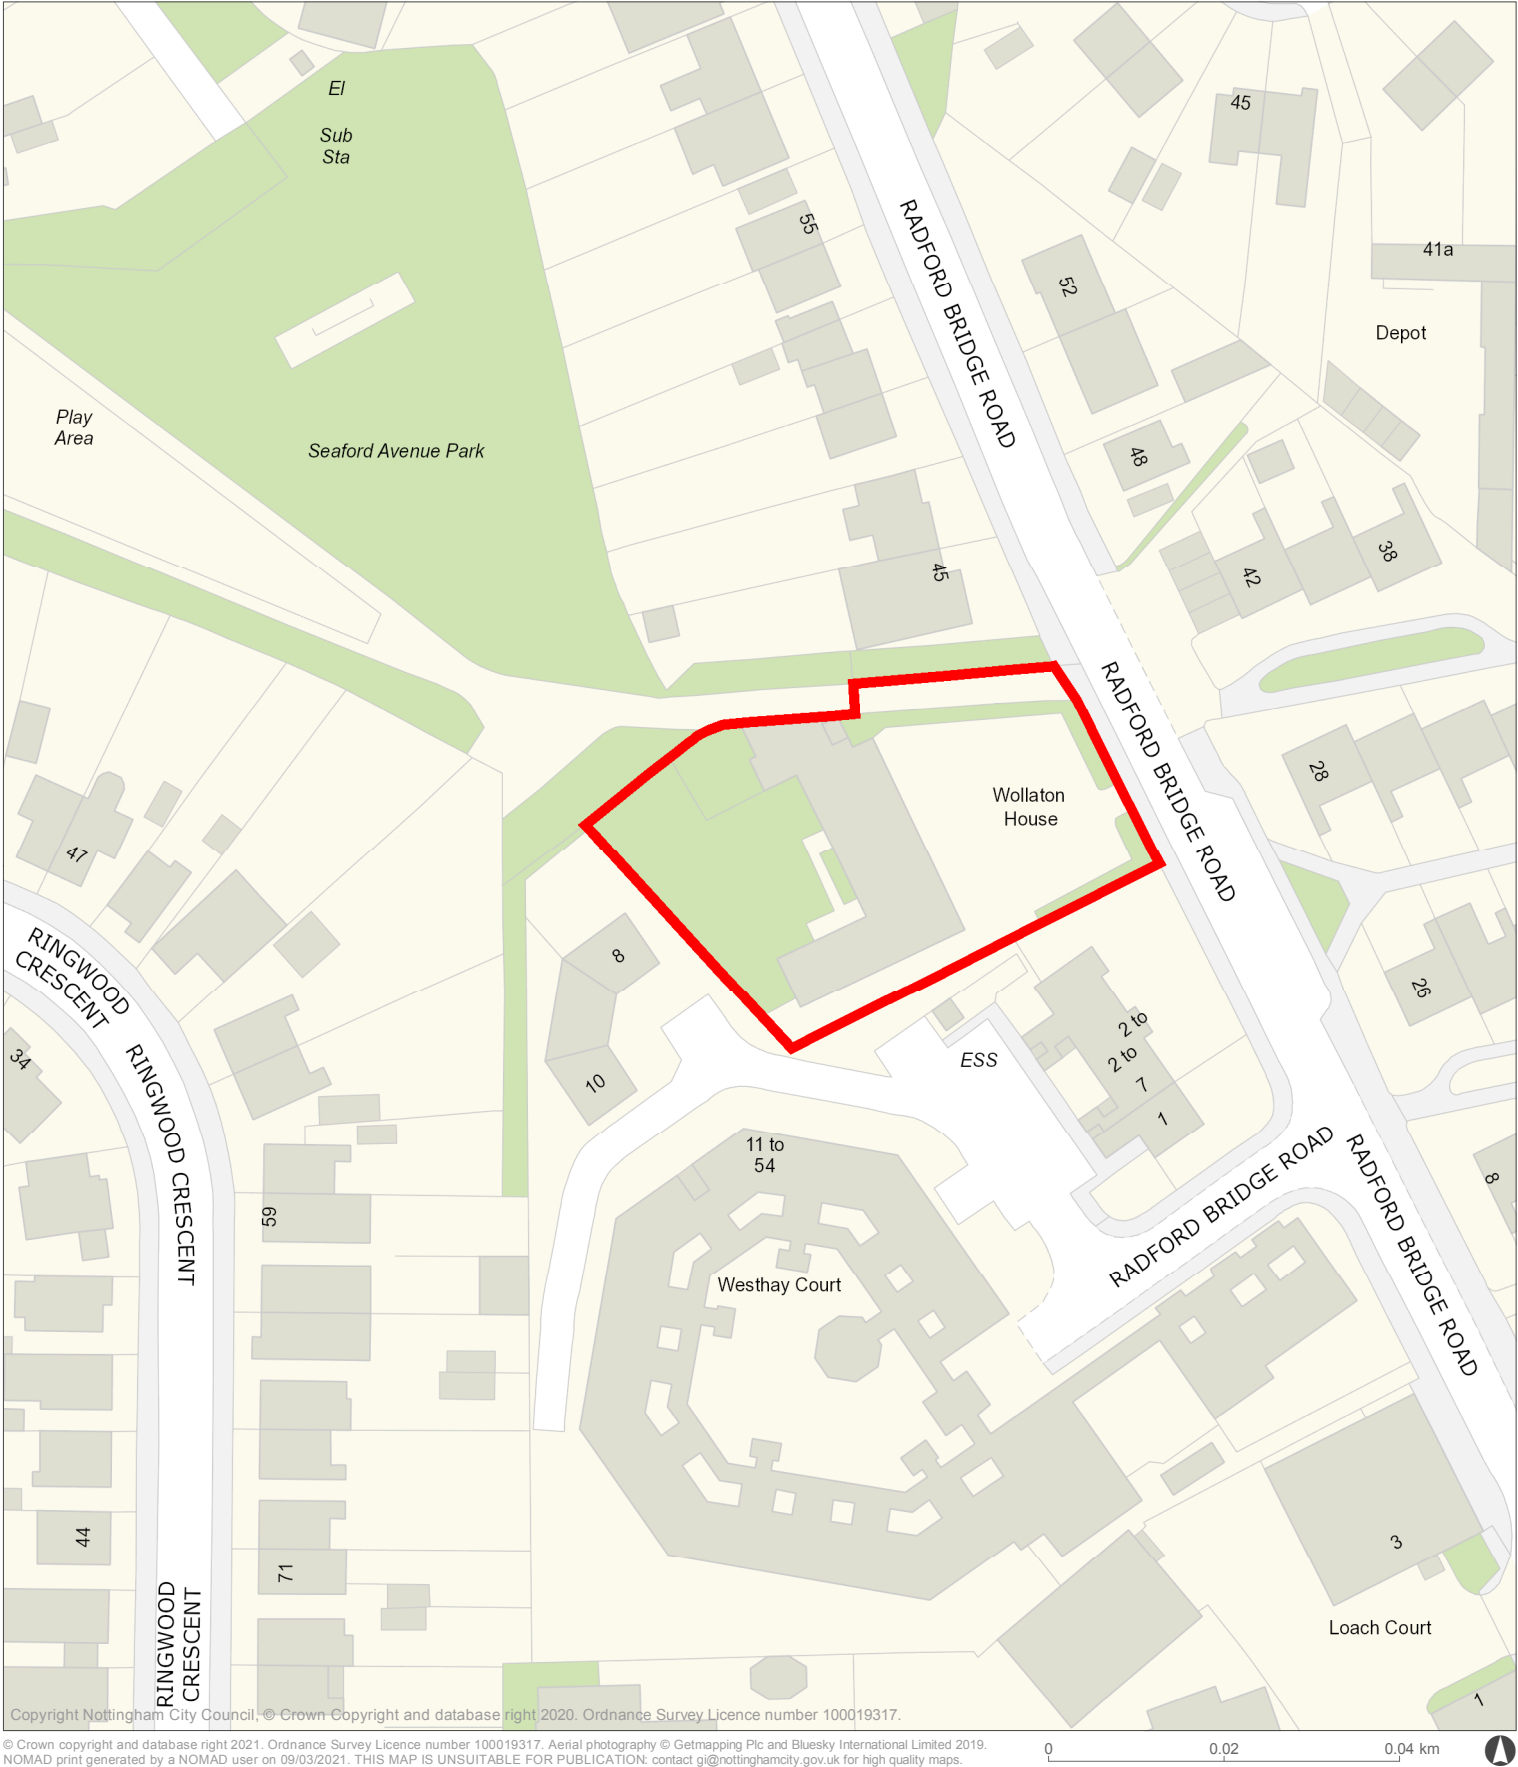 El
Sub
Sta
45
RADFORD BRIDGE ROAD
55
41a
52
Depot
Play
Area
Seaford Avenue Park
48
45
42
38
RADFORD BRIDGE ROAD
28
Wollaton
House
47
8
RINGWOOD
CRESCENT
26
2 to
34
ESS
2 to
10
7
1
RINGWOOD CRESCENT
11 to
54
RADFORD BRIDGE ROAD
RADFORD BRIDGE ROAD
8
59
Westhay Court
44
3
71
RINGWOOD
CRESCENT
Loach Court
1
Copyright Nottingham City Council, © Crown Copyright and database right 2020. Ordnance Survey Licence number 100019317.
© Crown copyright and database right 2021. Ordnance Survey Licence number 100019317. Aerial photography © Getmapping Plc and Bluesky International Limited 2019.
NOMAD print generated by a NOMAD user on 09/03/2021. THIS MAP IS UNSUITABLE FOR PUBLICATION: contact gi@nottinghamcity.gov.uk for high quality maps.
0 0.02 0.04 km